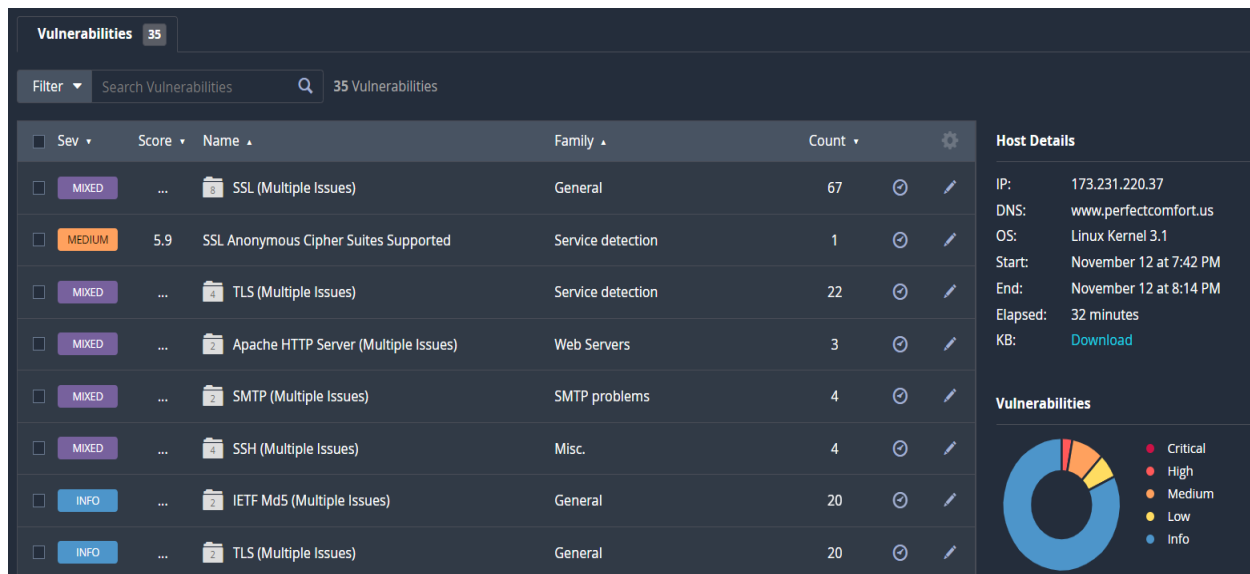 Vulnerabilities 35
Filter Search Vulnerabilities 35 Vulnerabilities
Sev Score Name Family Count
MIXED ... 8 SSL (Multiple Issues) General 67
MEDIUM 5.9 SSL Anonymous Cipher Suites Supported Service detection 1
MIXED ... 4 TLS (Multiple Issues) Service detection 22
MIXED ... 2 Apache HTTP Server (Multiple Issues) Web Servers 3
MIXED ... 2 SMTP (Multiple Issues) SMTP problems 4
MIXED ... 4 SSH (Multiple Issues) Misc. 4
INFO ... 2 IETF Md5 (Multiple Issues) General 20
INFO ... 2 TLS (Multiple Issues) General 20
Host Details
IP: 173.231.220.37
DNS: www.perfectcomfort.us
OS: Linux Kernel 3.1
Start: November 12 at 7:42 PM
End: November 12 at 8:14 PM
Elapsed: 32 minutes
KB: Download
Vulnerabilities
Critical
High
Medium
Low
Info